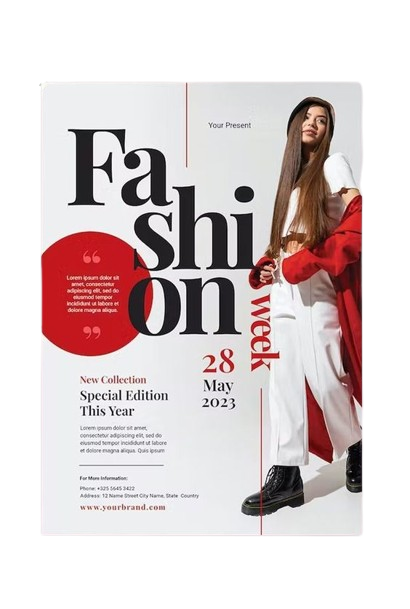 Your Present
Fa
shi
on
Week
“
Lorem ipsum dolor sit
am, consectetur
adipiscing elit, sed do
eiusmod tempor
incididunt ut labore et
dolore magna aliqua.
”
28
May
2023
New Collection
Special Edition
This Year
Lorem ipsum dolor sit amet,
consectetur adipiscing elit, sed do
eiusmod tempor incididunt ut labore
et dolore magna aliqua. Quis ipsum
For More Information:
Phone: +325 5645 3422
Address: 12 Name Street City Name, State Country
www.yourbrand.com